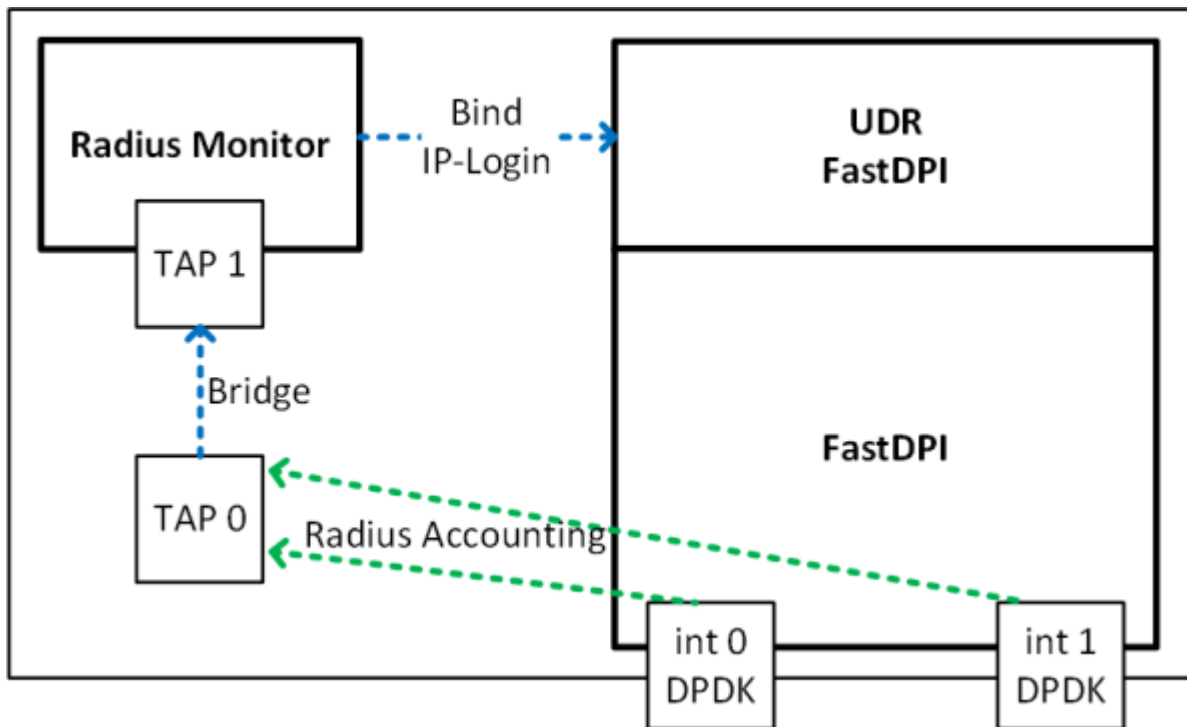 Radius Monitor
Bind
IP-Login
UDR
FastDPI
TAP 1
Bridge
FastDPI
TAP 0
Radius Accounting
int 0
DPDK
int 1
DPDK